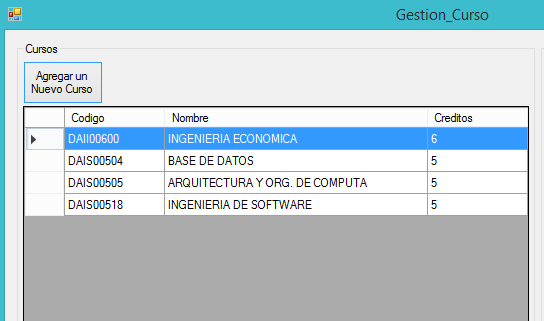 Gestion_Curso
Cursos
Agregar un
Nuevo Curso
Codigo Nombre Creditos
DAII00600 INGENIERIA ECONOMICA 6
DAIS00504 BASE DE DATOS 5
DAIS00505 ARQUITECTURA Y ORG. DE COMPUTA 5
DAIS00518 INGENIERIA DE SOFTWARE 5